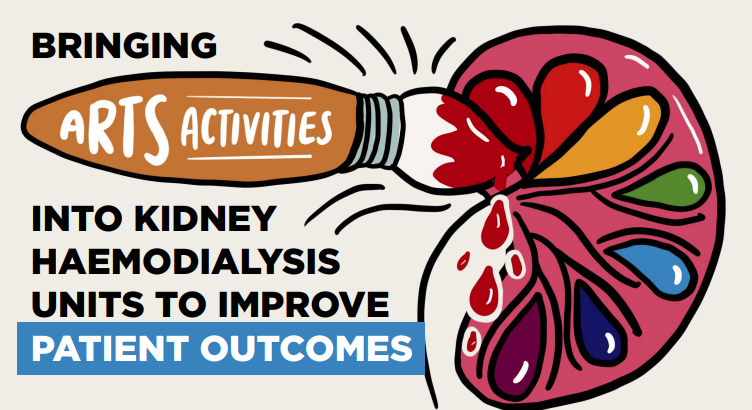 BRINGING
ARTS ACTIVITIES
INTO KIDNEY
HAEMODIALYSIS
UNITS TO IMPROVE
PATIENT OUTCOMES